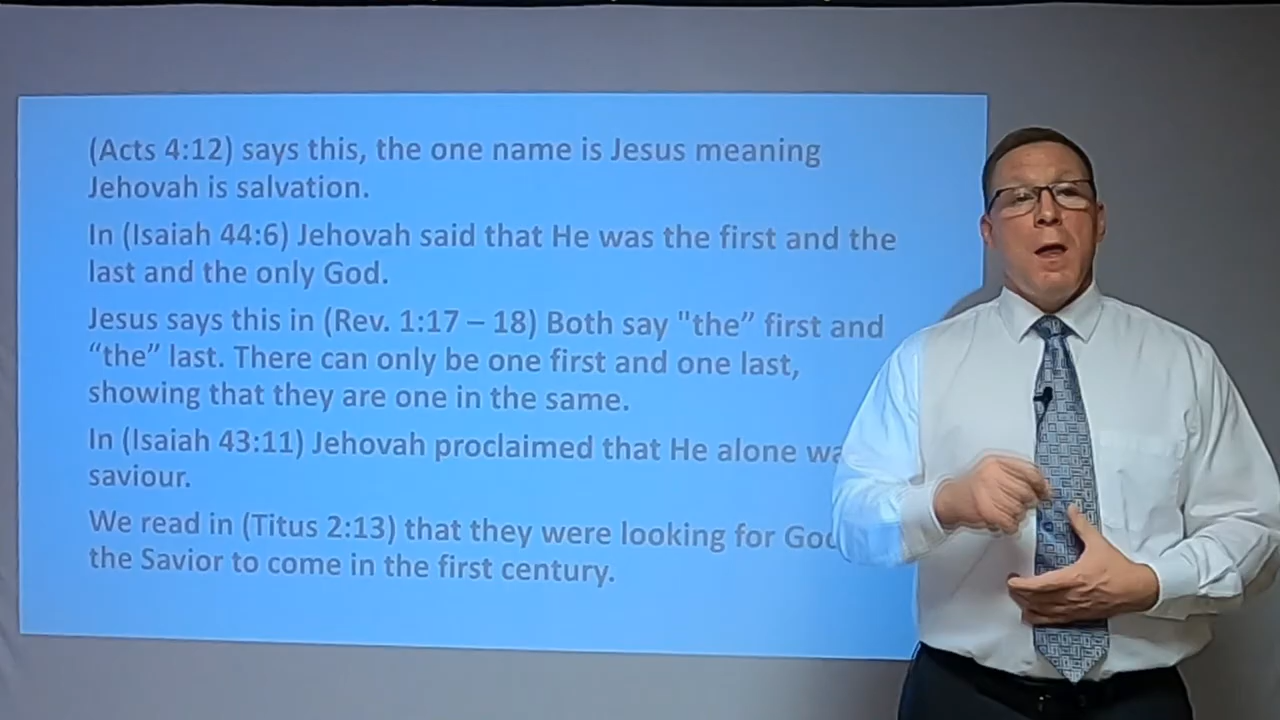 (Acts 4:12) says this, the one name is Jesus meaning
Jehovah is salvation.
In (Isaiah 44:6) Jehovah said that He was the first and the
last and the only God.
Jesus says this in (Rev. 1:17 – 18) Both say "the” first and
“the” last. There can only be one first and one last,
showing that they are one in the same.
In (Isaiah 43:11) Jehovah proclaimed that He alone
saviour.
We read in (Titus 2:13) that they were looking for God
the Savior to come in the first century.